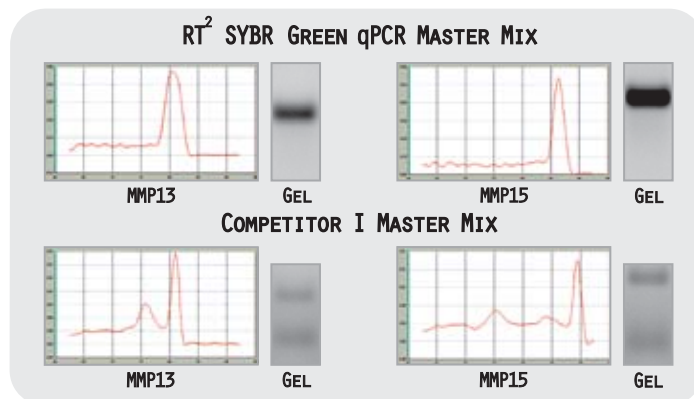 RT² SYBR GREEN qPCR MASTER MIX
MMP13 GEL MMP15 GEL
COMPETITOR I MASTER MIX
MMP13 GEL MMP15 GEL